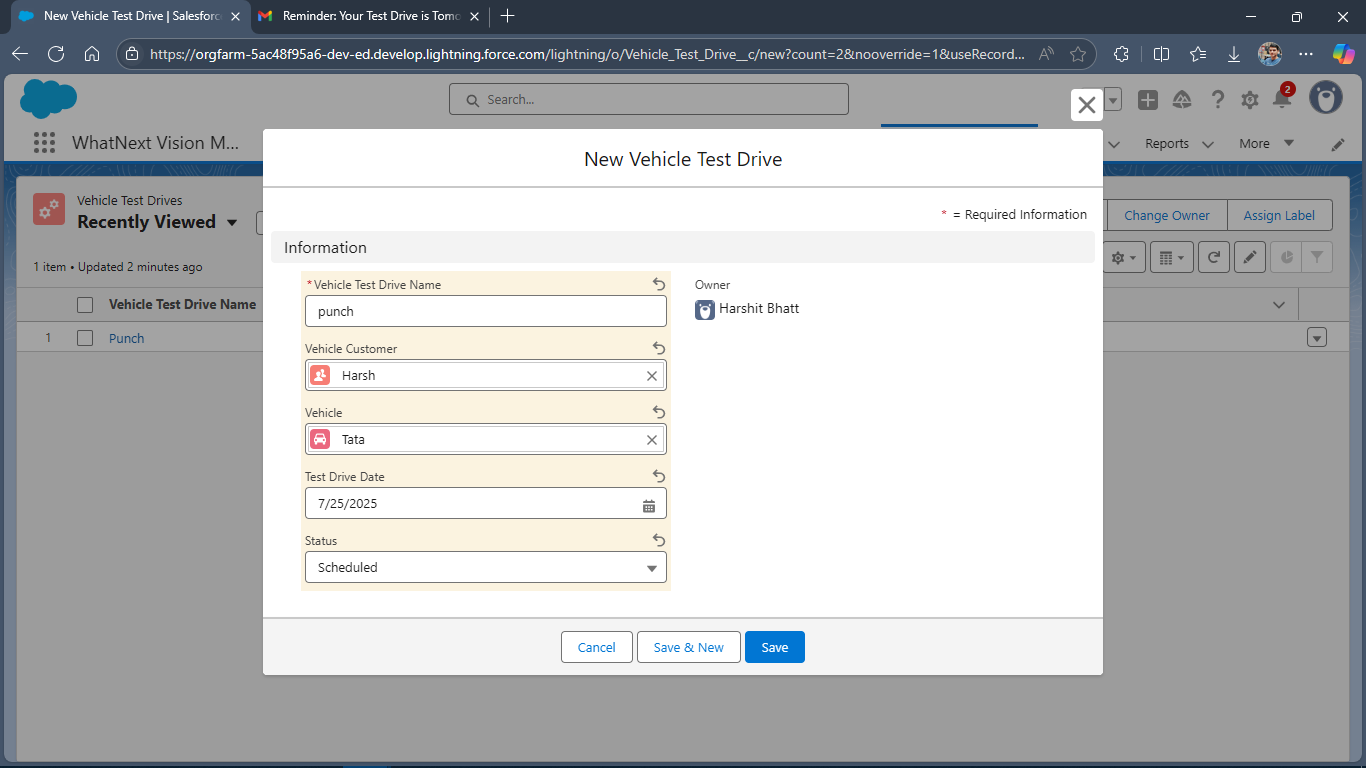 New Vehicle Test Drive | Salesforc
Reminder: Your Test Drive is Tomo
https://orgfarm-5ac48f95a6-dev-ed.develop.lightning.force.com/lightning/o/Vehicle_Test_Drive__c/new?count=2&nooverride=1&useRecord...
Search...
2
WhatNext Vision M...
Reports
More
New Vehicle Test Drive
Vehicle Test Drives
Recently Viewed
Change Owner
Assign Label
* = Required Information
Information
1 item • Updated 2 minutes ago
Vehicle Test Drive Name
1
Punch
* Vehicle Test Drive Name
punch
Owner
Harshit Bhatt
Vehicle Customer
Harsh
Vehicle
Tata
Test Drive Date
7/25/2025
Status
Scheduled
Cancel
Save & New
Save